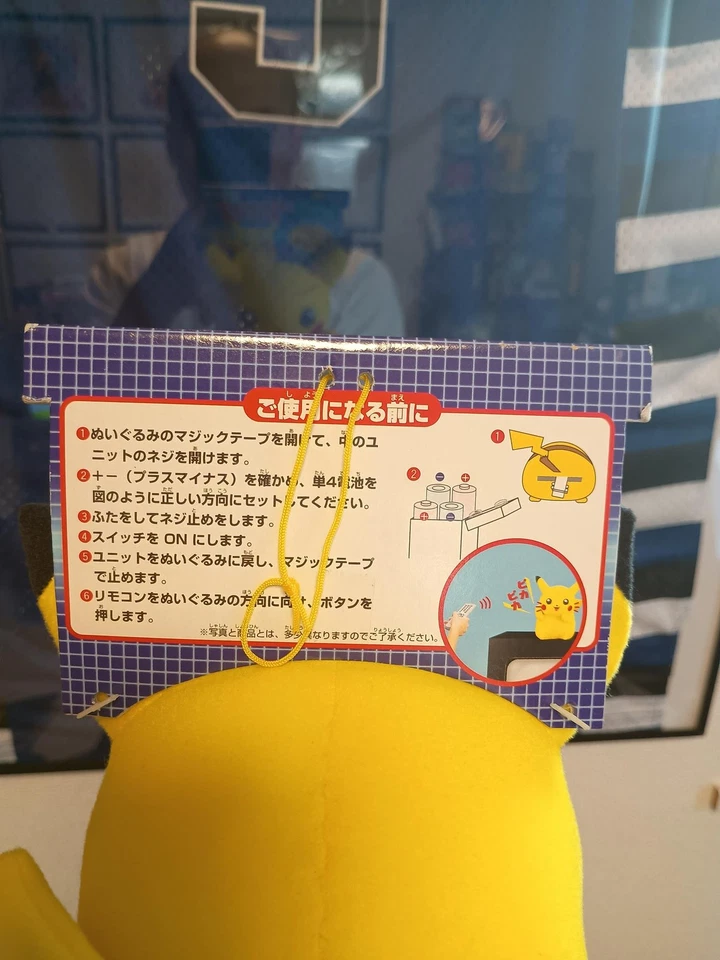 ご使用になる前に
❶ぬいぐるみのマジックテープを開けて、中のユ
ニットのネジを開けます。
❷＋－（プラスマイナス）を確かめ、単4電池を
図のように正しい方向にセットしてください。
❸ふたをしてネジ止めをします。
❹スイッチを ON にします。
❺ユニットをぬいぐるみに戻し、マジックテープ
で止めます。
❻リモコンをぬいぐるみの方向に向け、ボタンを
押します。
※写真と商品とは、多少異なりますのでご了承ください。
❶
❷
ピカ
ピカ